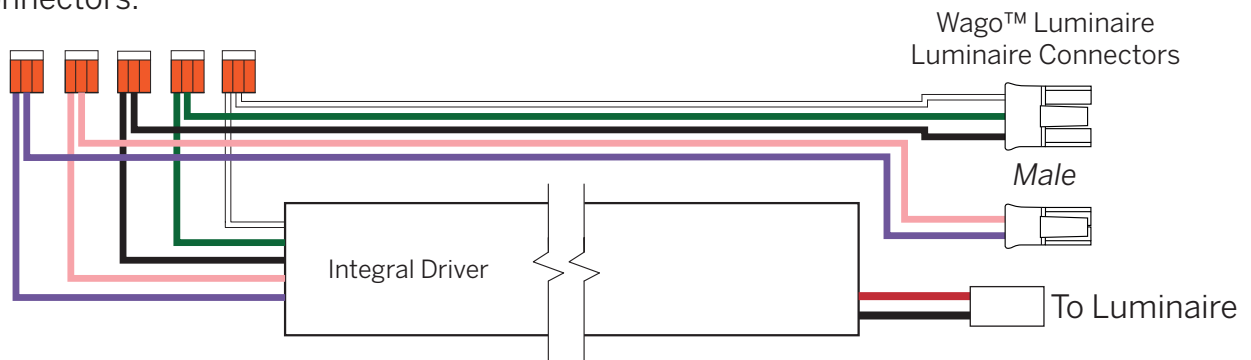 Wago™ Luminaire
Luminaire Connectors
Male
Integral Driver
To Luminaire